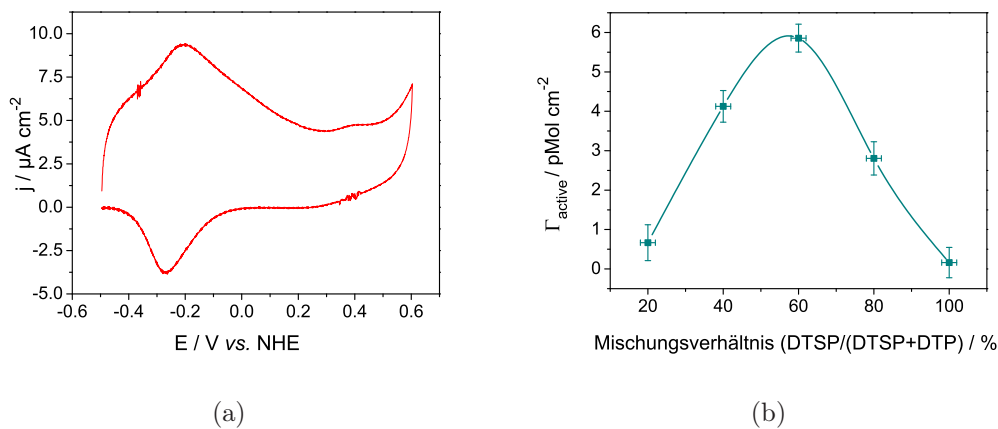 10.0
7.5
5.0
2.5
0.0
-2.5
-5.0
j / µA cm-2
-0.6 -0.4 -0.2 0.0 0.2 0.4 0.6
E / V vs. NHE
(a)
6
5
4
3
2
1
0
Γactive / pMol cm-2
20 40 60 80 100
Mischungsverhältnis (DTSP/(DTSP+DTP) / %
(b)